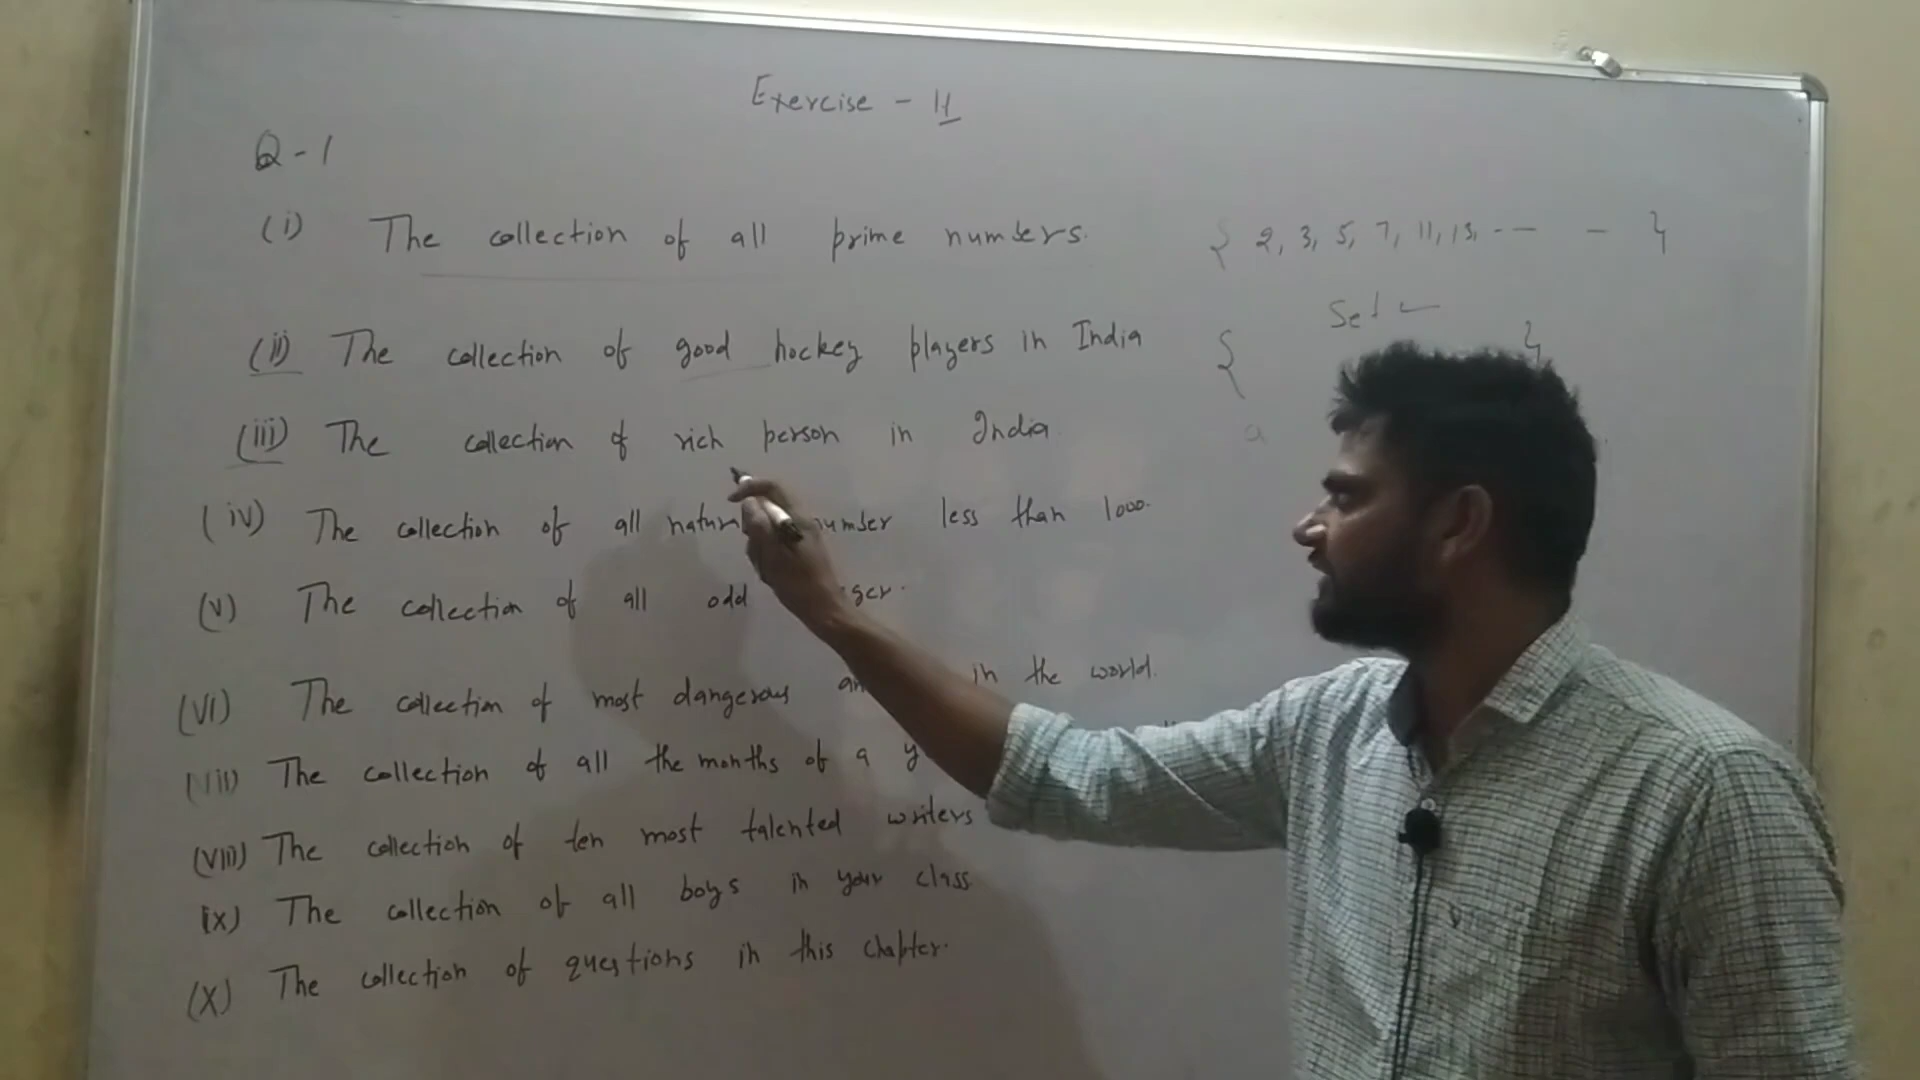 Exercise - 11
Q-1
(i) The collection of all prime numbers. { 2, 3, 5, 7, 11, 13, -- - - }
Set
(ii) The collection of good hockey players in India { }
(iii) The collection of rich person in India a
(iv) The collection of all number less than 1000.
(v) The collection of all odd
(VI) The collection of most dangerous in the world.
(VII) The collection of all the months of a
(VIII) The collection of ten most talented writers
(ix) The collection of all boys in your class
(X) The collection of questions in this chapter.